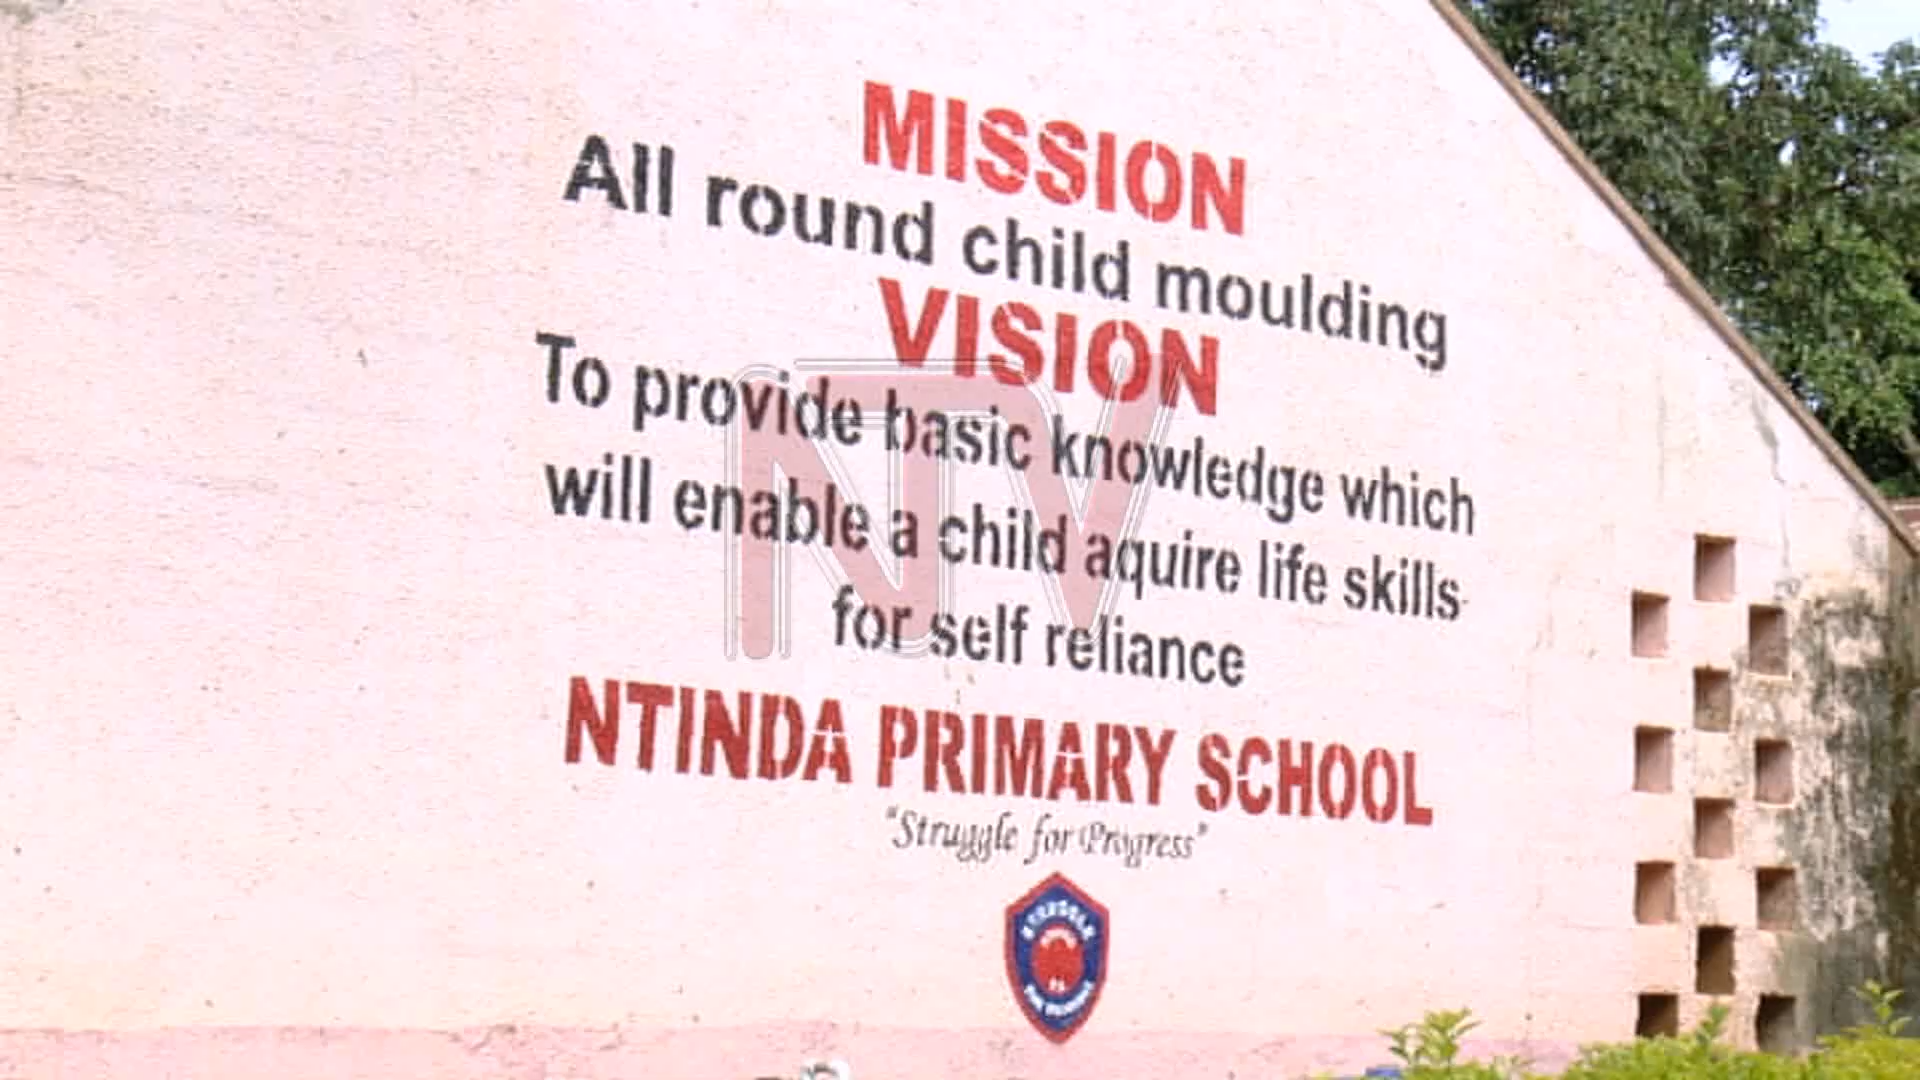 MISSION
All round child moulding
VISION
To provide basic knowledge which
will enable a child aquire life skills
for self reliance
NTINDA PRIMARY SCHOOL
"Struggle for Progress"
NTV